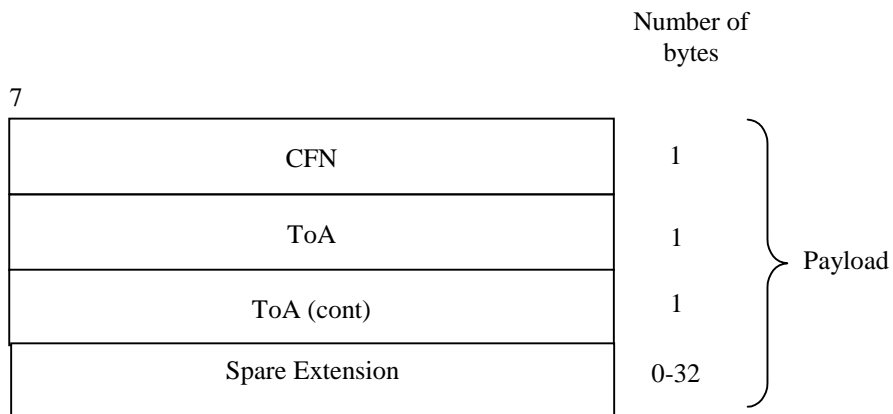 Number of
bytes
7
CFN 1
ToA 1
Payload
ToA (cont) 1
Spare Extension 0-32